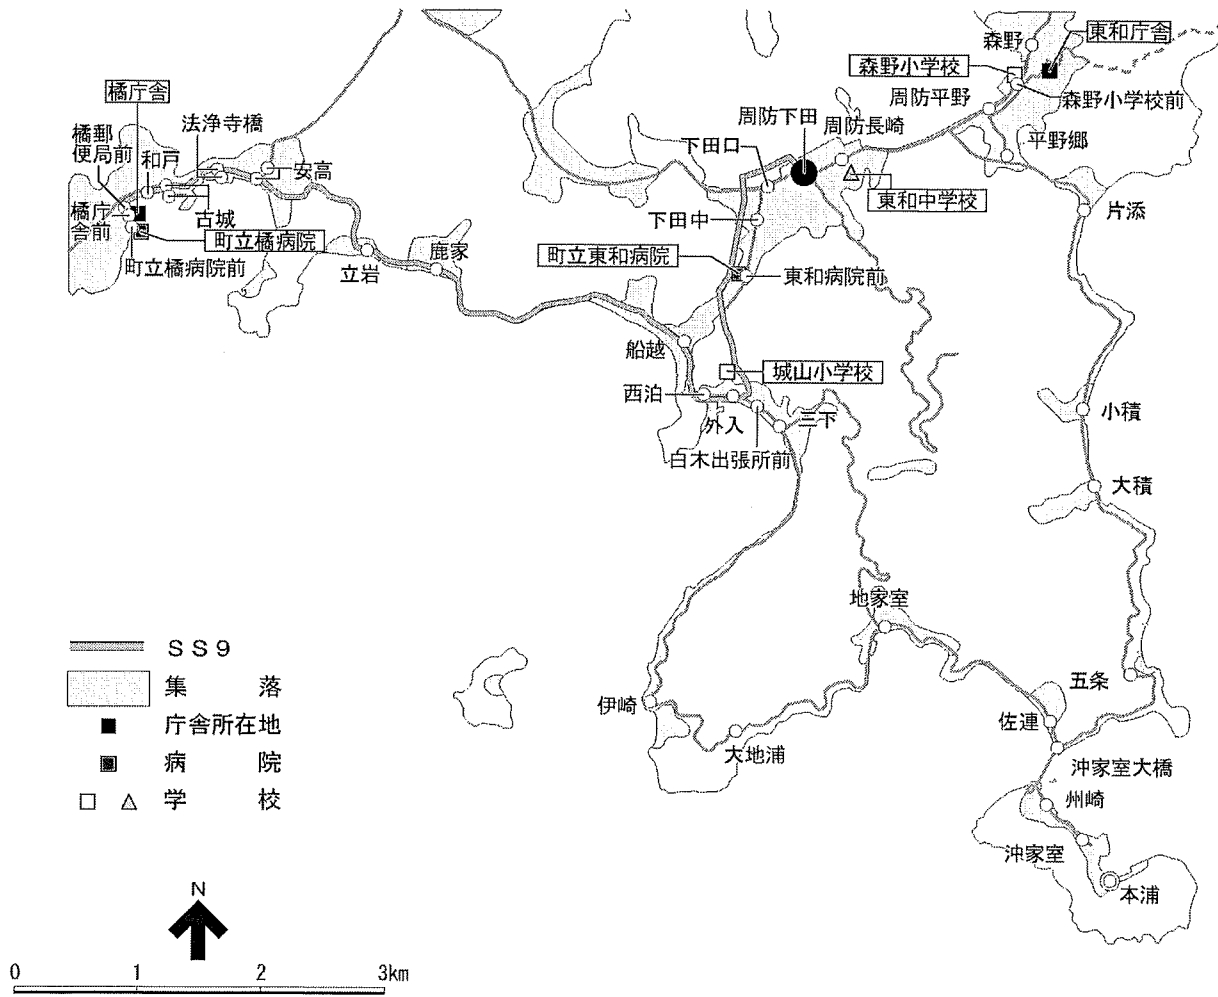 森野
東和庁舎
森野小学校
橘庁舎
周防平野
森野小学校前
法浄寺橋
周防下田
周防長崎
橘郵
便局前
和戸
安高
下田口
平野郷
東和中学校
片添
橘庁
舎前
古城
町立橘病院
下田中
町立橘病院前
立岩
鹿家
町立東和病院
東和病院前
船越
城山小学校
西泊
外入
三下
小積
白木出張所前
大積
地家室
SS9
集落
庁舎所在地
病院
学校
伊崎
大地浦
五条
佐連
沖家室大橋
州崎
沖家室
本浦
N
0 1 2 3km